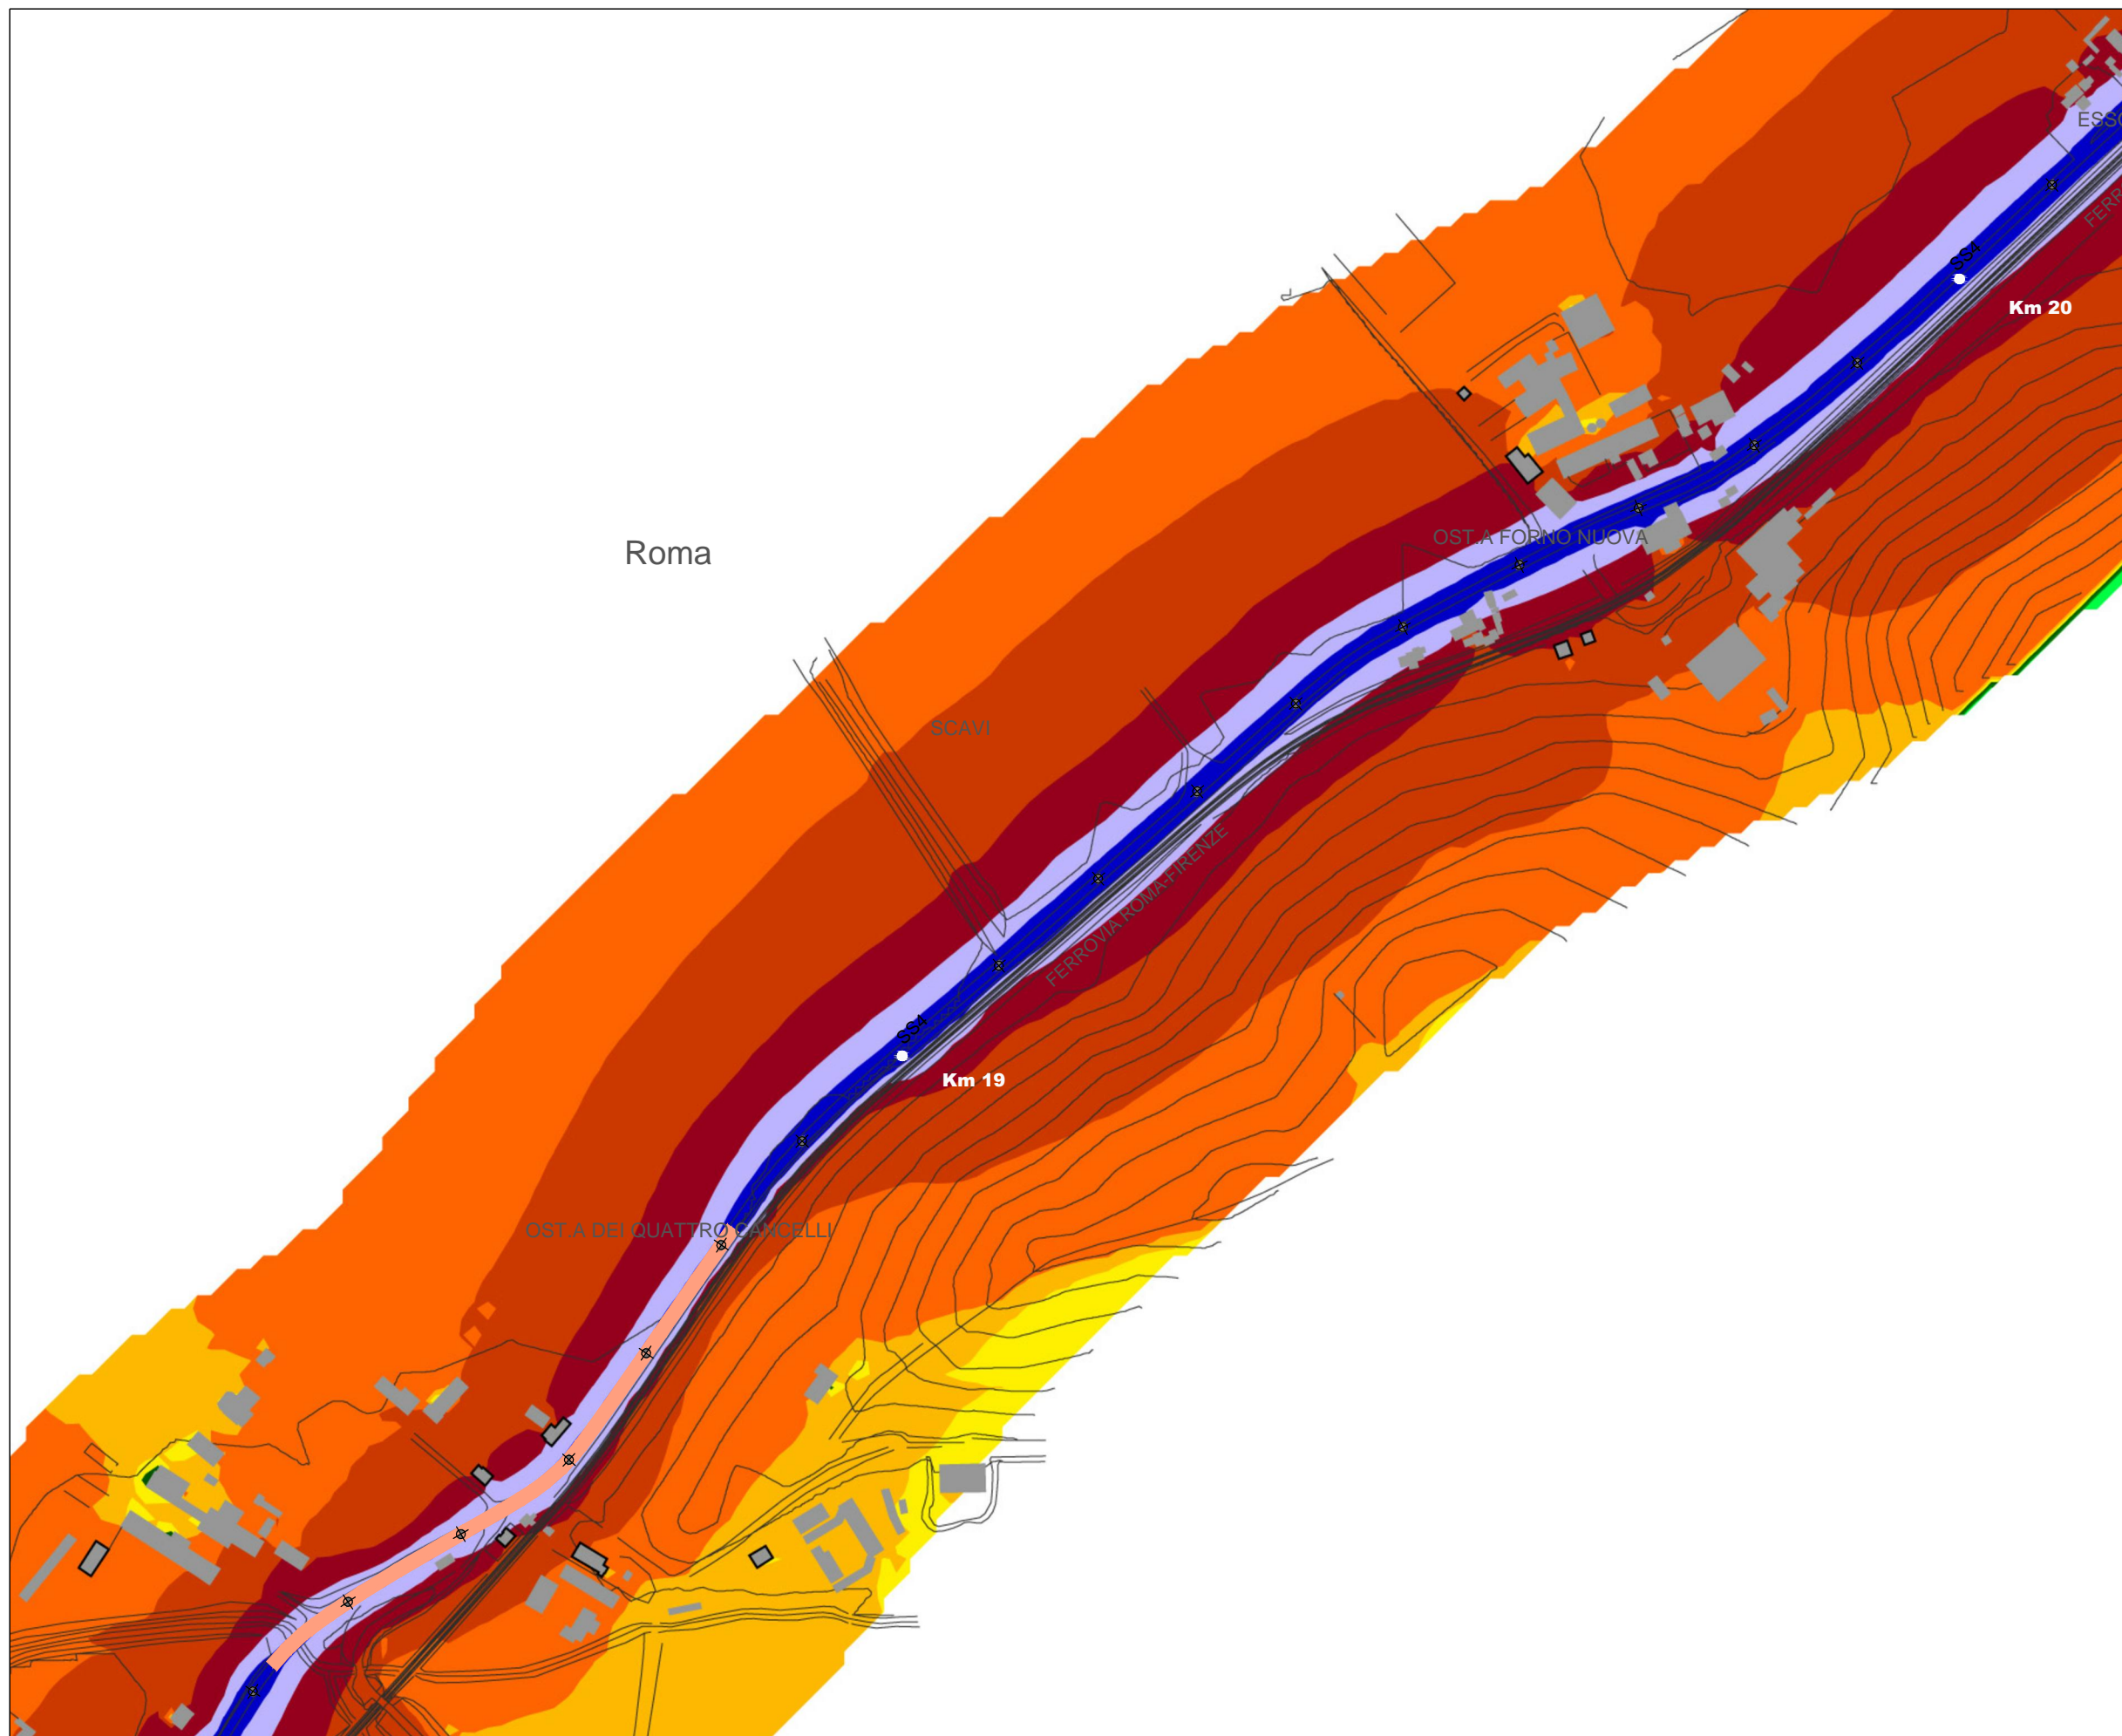 ESSO
FERR
SS4
Km 20
OST.A FORNO NUOVA
Roma
SCAVI
FERROVIA ROMA-FIRENZE
SS4
Km 19
OST.A DEI QUATTRO CANCELLI